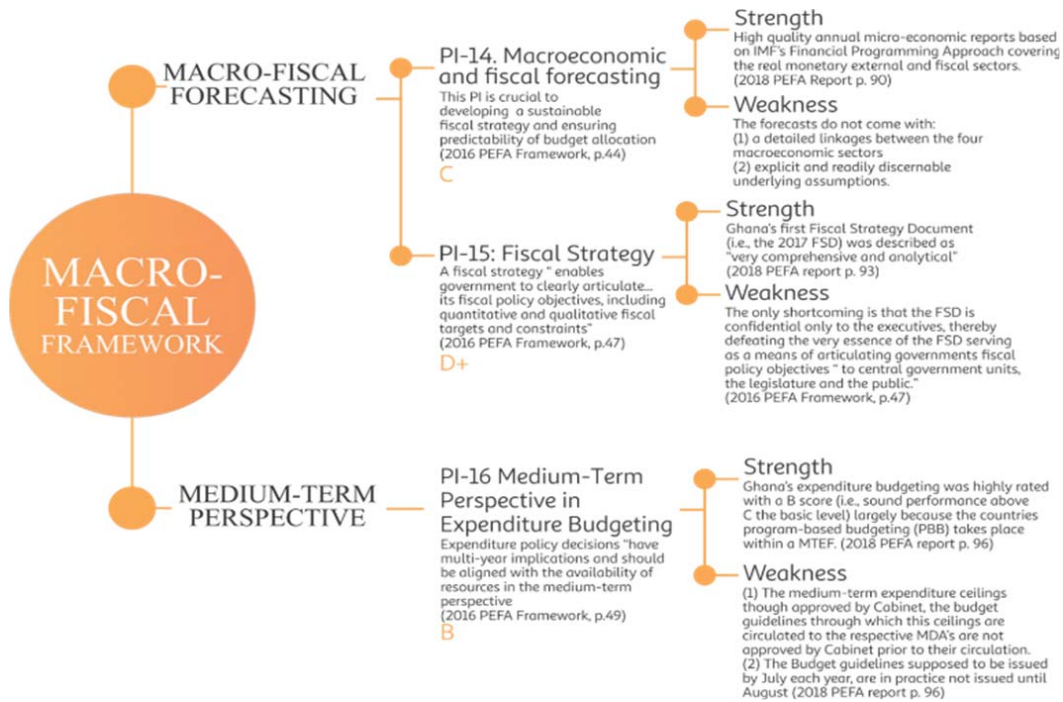 MACRO-
FISCAL
FRAMEWORK
MACRO-FISCAL
FORECASTING
PI-14. Macroeconomic
and fiscal forecasting
This PI is crucial to
developing a sustainable
fiscal strategy and ensuring
predictability of budget allocation
(2016 PEFA Framework, p.44)
C
Strength
High quality annual micro-economic reports based
on IMF's Financial Programming Approach covering
the real monetary external and fiscal sectors.
(2018 PEFA Report p. 90)
Weakness
The forecasts do not come with:
(1) a detailed linkages between the four
macroeconomic sectors
(2) explicit and readily discernable
underlying assumptions.
PI-15: Fiscal Strategy
A fiscal strategy " enables
government to clearly articulate...
its fiscal policy objectives, including
quantitative and qualitative fiscal
targets and constraints"
(2016 PEFA Framework, p.47)
D+
Strength
Ghana's first Fiscal Strategy Document
(i.e., the 2017 FSD) was described as
"very comprehensive and analytical"
(2018 PEFA report p. 93)
Weakness
The only shortcoming is that the FSD is
confidential only to the executives, thereby
defeating the very essence of the FSD serving
as a means of articulating governments fiscal
policy objectives " to central government units,
the legislature and the public."
(2016 PEFA Framework, p.47)
MEDIUM-TERM
PERSPECTIVE
PI-16 Medium-Term
Perspective in
Expenditure Budgeting
Expenditure policy decisions "have
multi-year implications and should
be aligned with the availability of
resources in the medium-term
perspective
(2016 PEFA Framework, p.49)
B
Strength
Ghana's expenditure budgeting was highly rated
with a B score (i.e., sound performance above
C the basic level) largely because the countries
program-based budgeting (PBB) takes place
within a MTEF. (2018 PEFA report p. 96)
Weakness
(1) The medium-term expenditure ceilings
though approved by Cabinet, the budget
guidelines through which this ceilings are
circulated to the respective MDA's are not
approved by Cabinet prior to their circulation.
(2) The Budget guidelines supposed to be issued
by July each year, are in practice not issued until
August (2018 PEFA report p. 96)